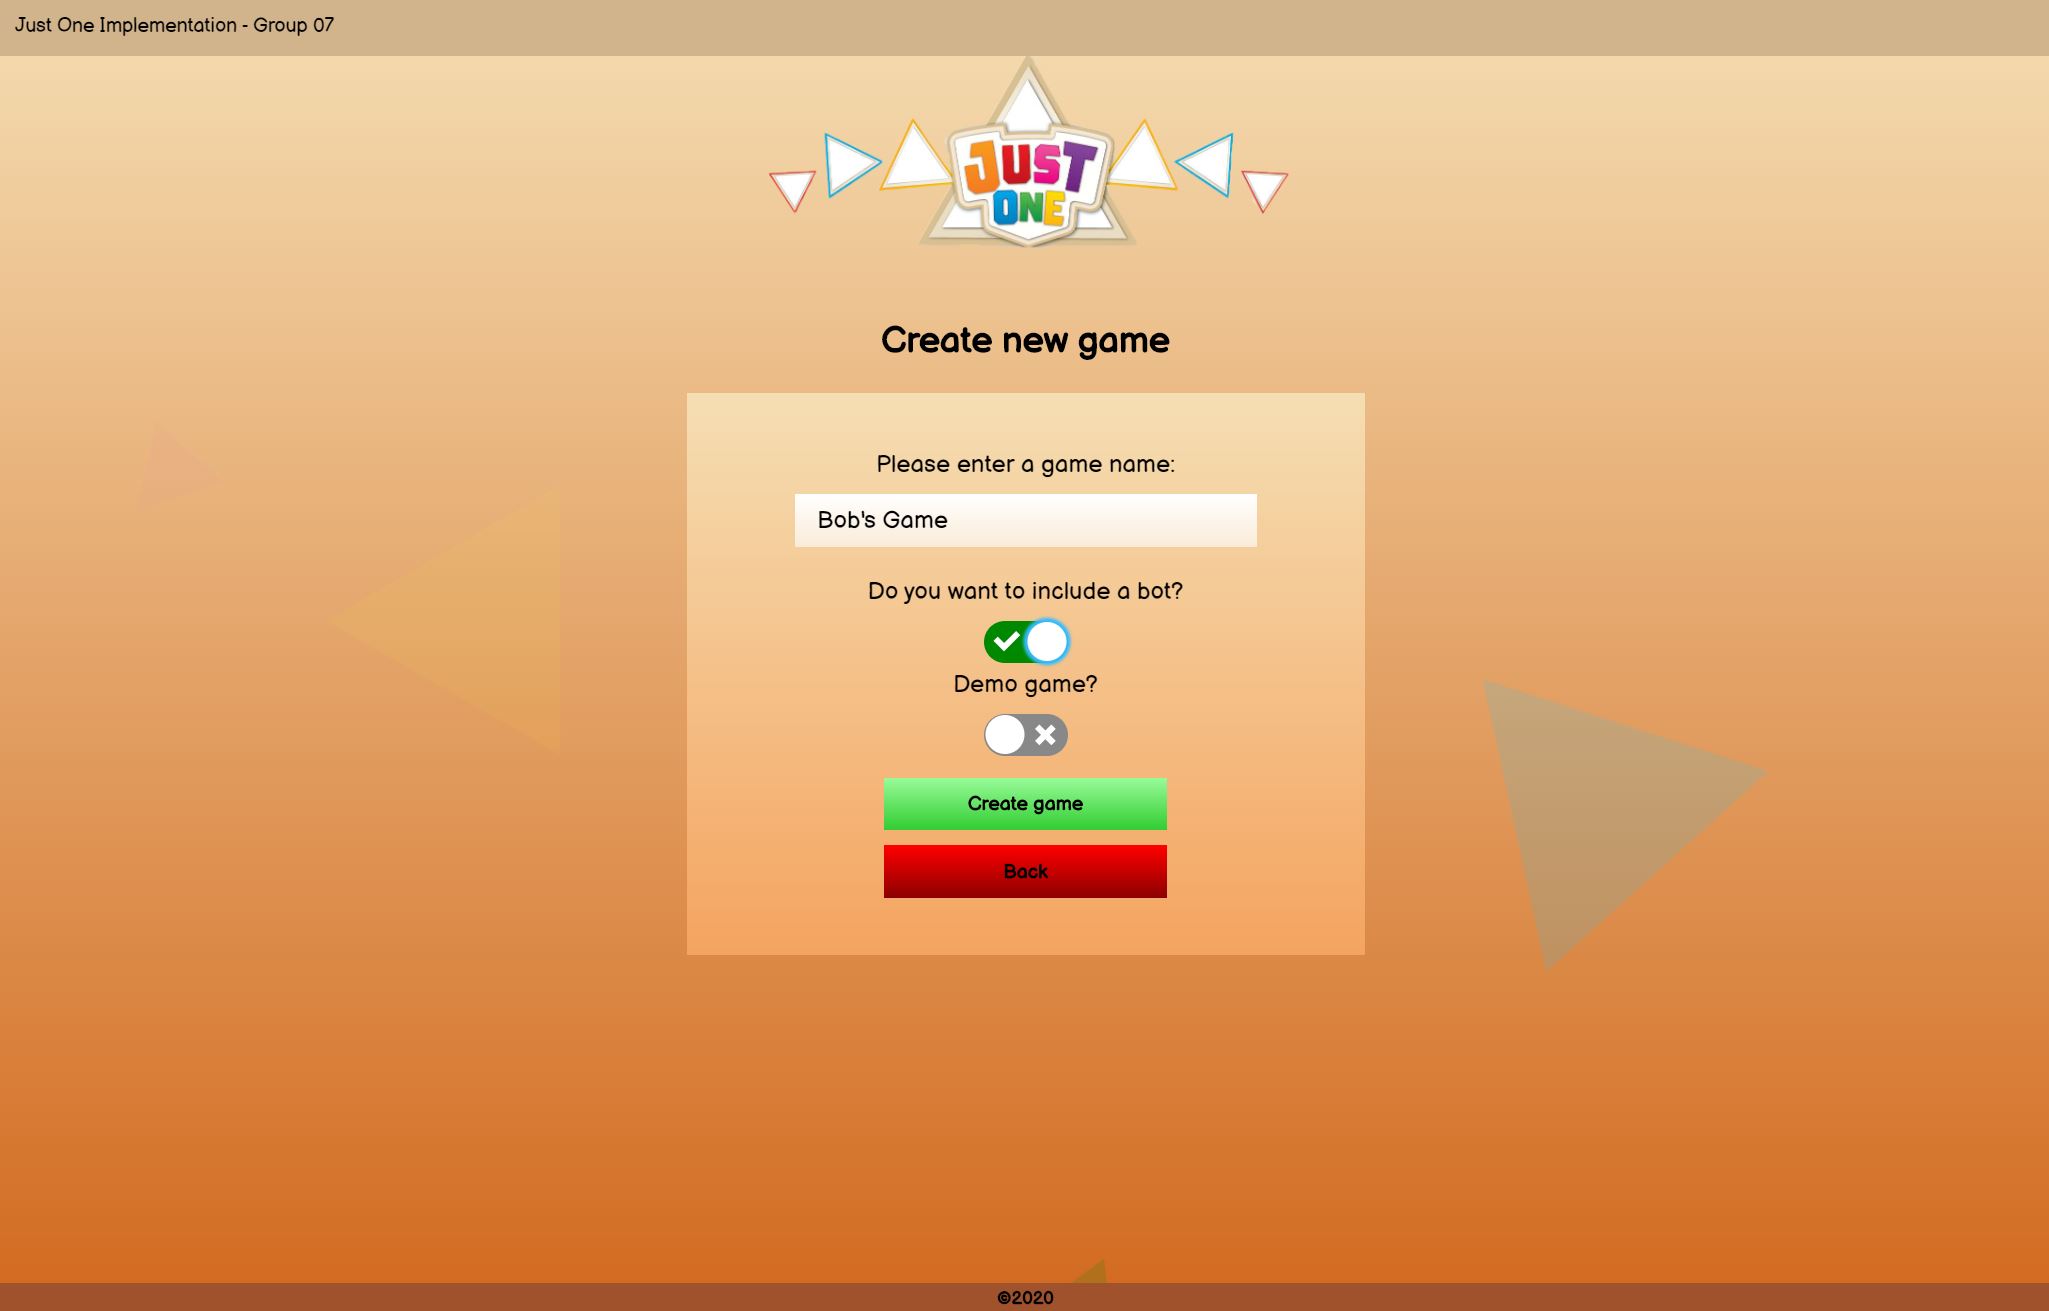 Just One Implementation - Group 07
JUST
ONE
Create new game
Please enter a game name:
Bob's Game
Do you want to include a bot?
Demo game?
Create game
Back
©2020